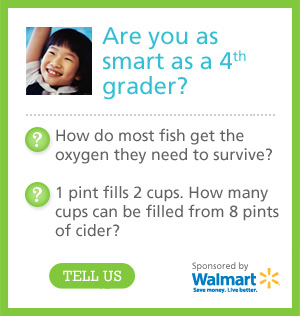 Are you as
smart as a 4th
grader?
?
How do most fish get the
oxygen they need to survive?
?
1 pint fills 2 cups. How many
cups can be filled from 8 pints
of cider?
TELL US
Sponsored by
Walmart
Save money. Live better.